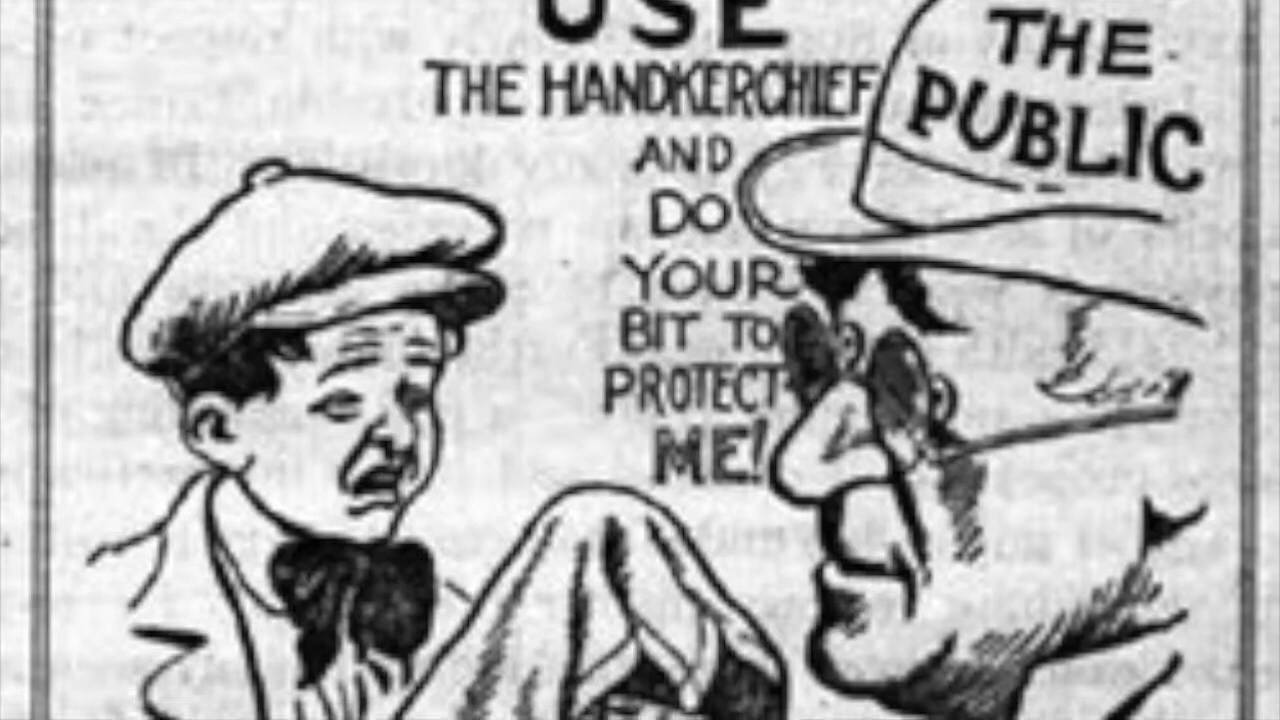 USE
THE HANDKERCHIEF
AND
DO
YOUR
BIT TO
PROTECT
ME!
THE
PUBLIC